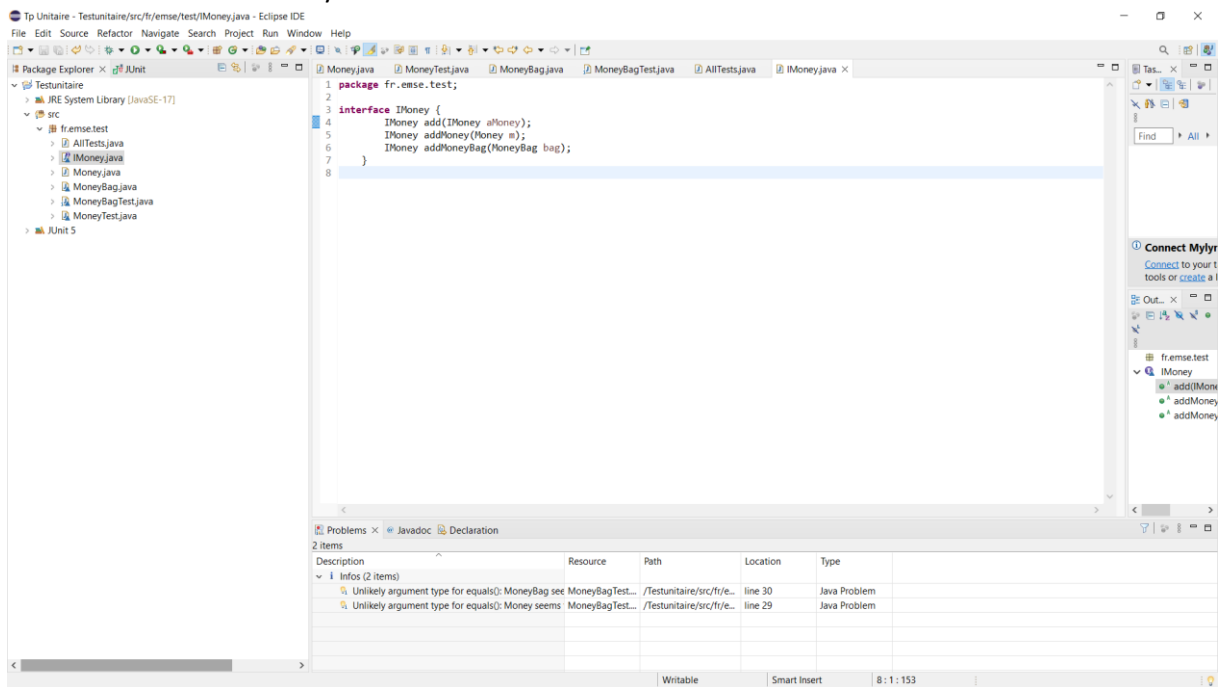 Tp Unitaire - Testunitaire/src/fr/emse/test/IMoney.java - Eclipse IDE
File Edit Source Refactor Navigate Search Project Run Window Help
Package Explorer JUnit
Testunitaire
JRE System Library [JavaSE-17]
src
fr.emse.test
AllTests.java
IMoney.java
Money.java
MoneyBag.java
MoneyBagTest.java
MoneyTest.java
JUnit 5
Money.java MoneyTest.java MoneyBag.java MoneyBagTest.java AllTests.java IMoney.java
1 package fr.emse.test;
2
3 interface IMoney {
4 IMoney add(IMoney aMoney);
5 IMoney addMoney(Money m);
6 IMoney addMoneyBag(MoneyBag bag);
7 }
8
Tas...
Find All
Connect Mylyn
Connect to your t
tools or create a l
Out...
fr.emse.test
IMoney
add(IMone
addMoney
addMoney
Problems Javadoc Declaration
2 items
Description Resource Path Location Type
Infos (2 items)
Unlikely argument type for equals(): MoneyBag see MoneyBagTest.... /Testunitaire/src/fr/e... line 30 Java Problem
Unlikely argument type for equals(): Money seems MoneyBagTest.... /Testunitaire/src/fr/e... line 29 Java Problem
Writable Smart Insert 8 : 1 : 153